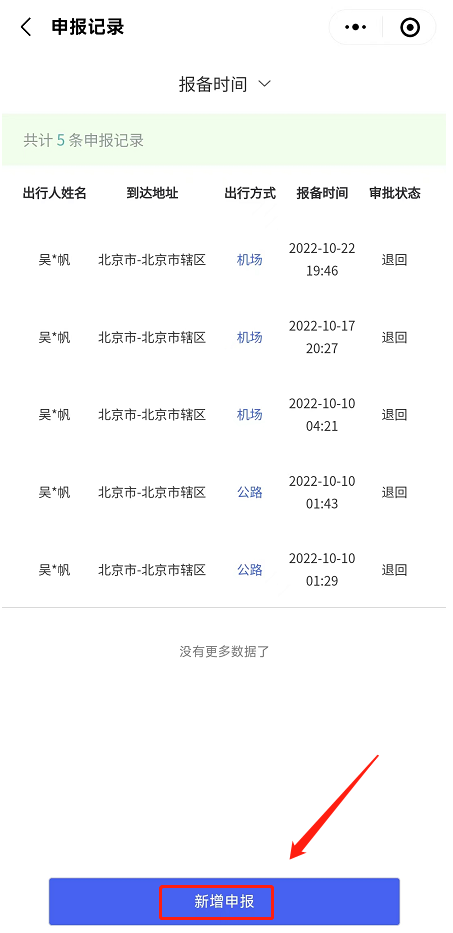 申报记录
报备时间
共计 5 条申报记录
出行人姓名 到达地址 出行方式 报备时间 审批状态
吴*帆 北京市-北京市辖区 机场 2022-10-22 19:46 退回
吴*帆 北京市-北京市辖区 机场 2022-10-17 20:27 退回
吴*帆 北京市-北京市辖区 机场 2022-10-10 04:21 退回
吴*帆 北京市-北京市辖区 公路 2022-10-10 01:43 退回
吴*帆 北京市-北京市辖区 公路 2022-10-10 01:29 退回
没有更多数据了
新增申报